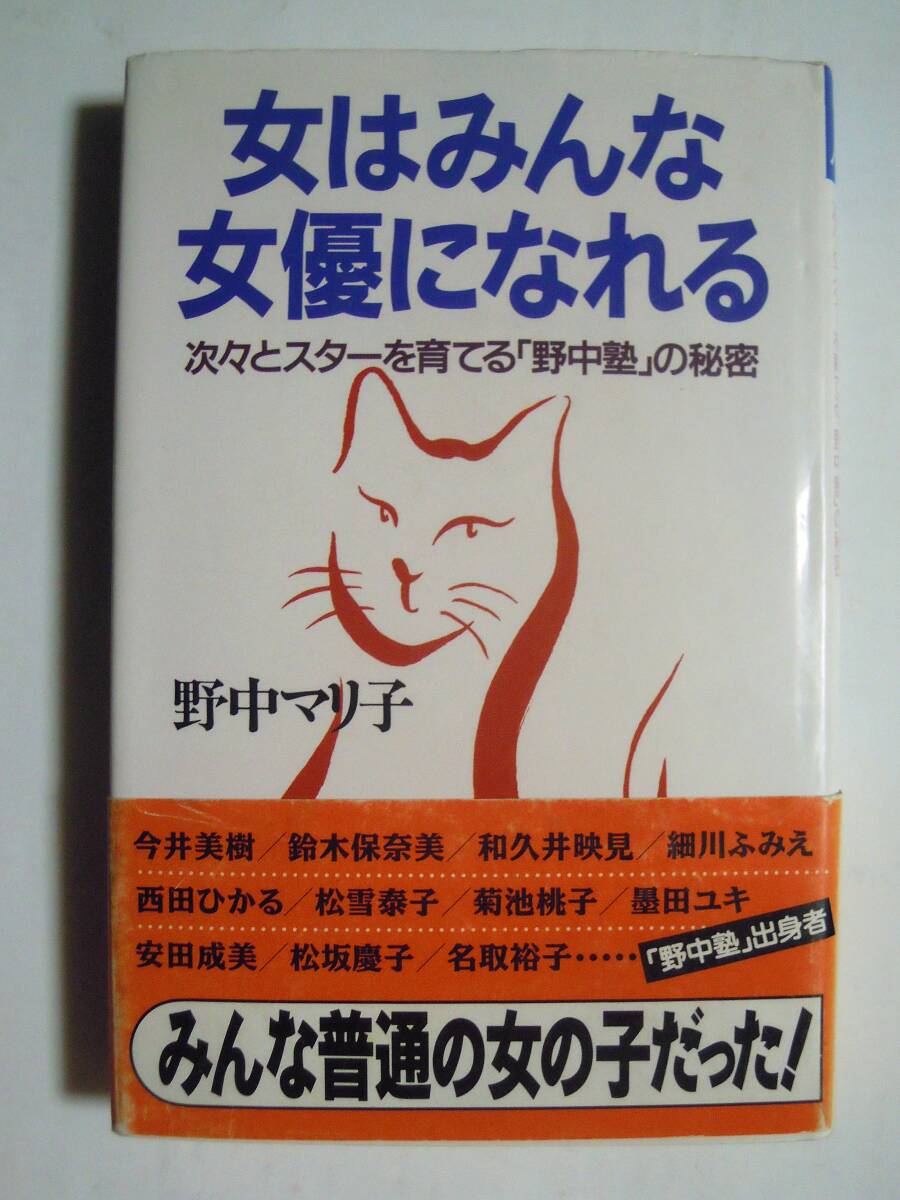 女はみんな
女優になれる
次々とスターを育てる「野中塾」の秘密
野中マリ子
今井美樹／鈴木保奈美／和久井映見／細川ふみえ
西田ひかる／松雪泰子／菊池桃子／墨田ユキ
安田成美／松坂慶子／名取裕子……
「野中塾」出身者
みんな普通の女の子だった!